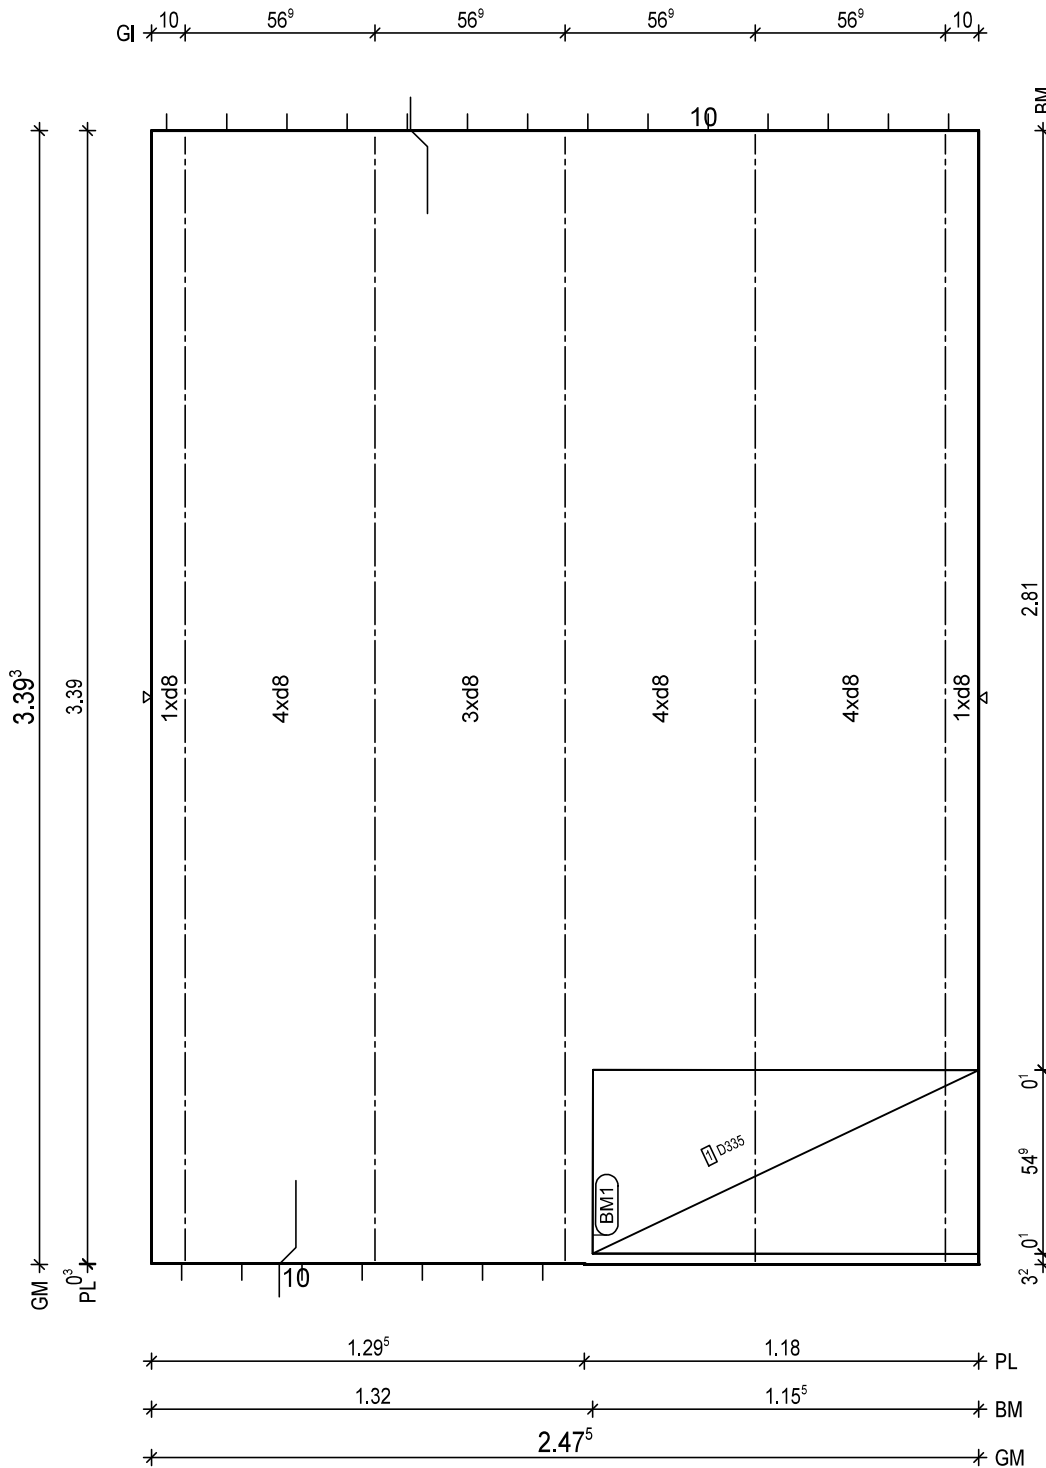 GI 10 56⁹ 56⁹ 56⁹ 56⁹ 10
BM
10
3.39³
3.39
2.81
1xd8 4xd8 3xd8 4xd8 4xd8 1xd8
0¹
54⁹
0¹
3²
1 D335
BM1
10
GM
PL 0³
1.29⁵ 1.18 PL
1.32 1.15⁵ BM
2.47⁵ GM